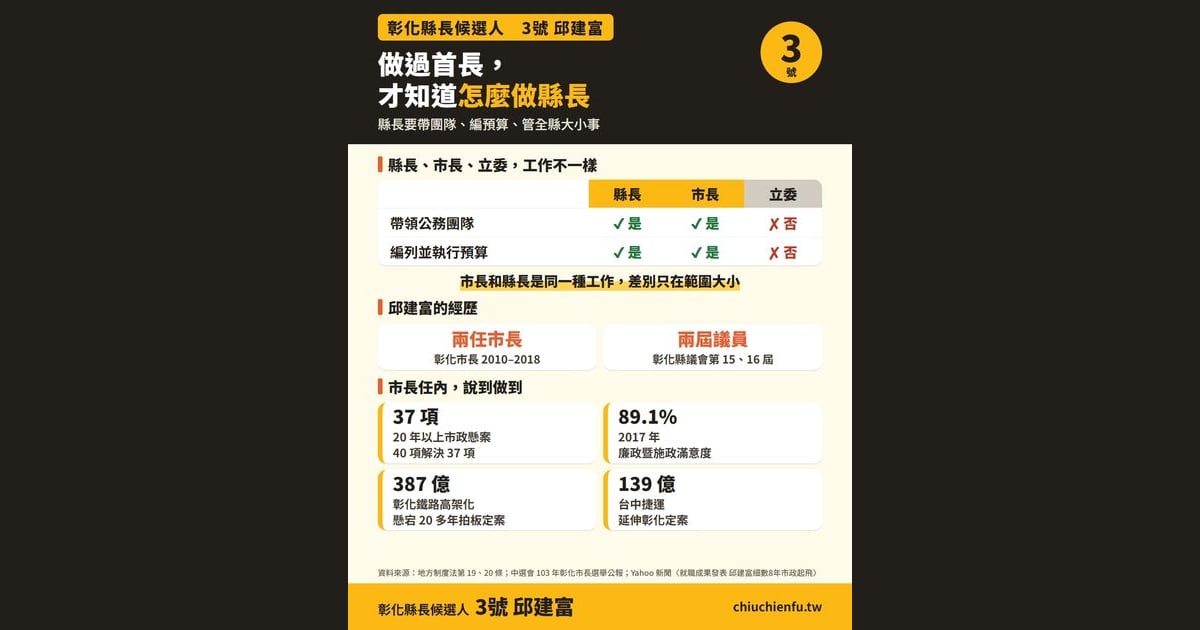 彰化縣長候選人　3號 邱建富
3
號
做過首長，
才知道怎麼做縣長
縣長要帶團隊、編預算、管全縣大小事
縣長、市長、立委，工作不一樣
縣長 市長 立委
帶領公務團隊 ✓是 ✓是 ✗否
編列並執行預算 ✓是 ✓是 ✗否
市長和縣長是同一種工作，差別只在範圍大小
邱建富的經歷
兩任市長
彰化市長 2010–2018
兩屆議員
彰化縣議會第 15、16 屆
市長任內，說到做到
37 項
20 年以上市政懸案
40 項解決 37 項
89.1%
2017 年
廉政暨施政滿意度
387 億
彰化鐵路高架化
懸宕 20 多年拍板定案
139 億
台中捷運
延伸彰化定案
資料來源：地方制度法第 19、20 條；中選會 103 年彰化市長選舉公報；Yahoo 新聞〈就職成果發表 邱建富細數8年市政起飛〉
彰化縣長候選人 3號 邱建富
chiuchienfu.tw